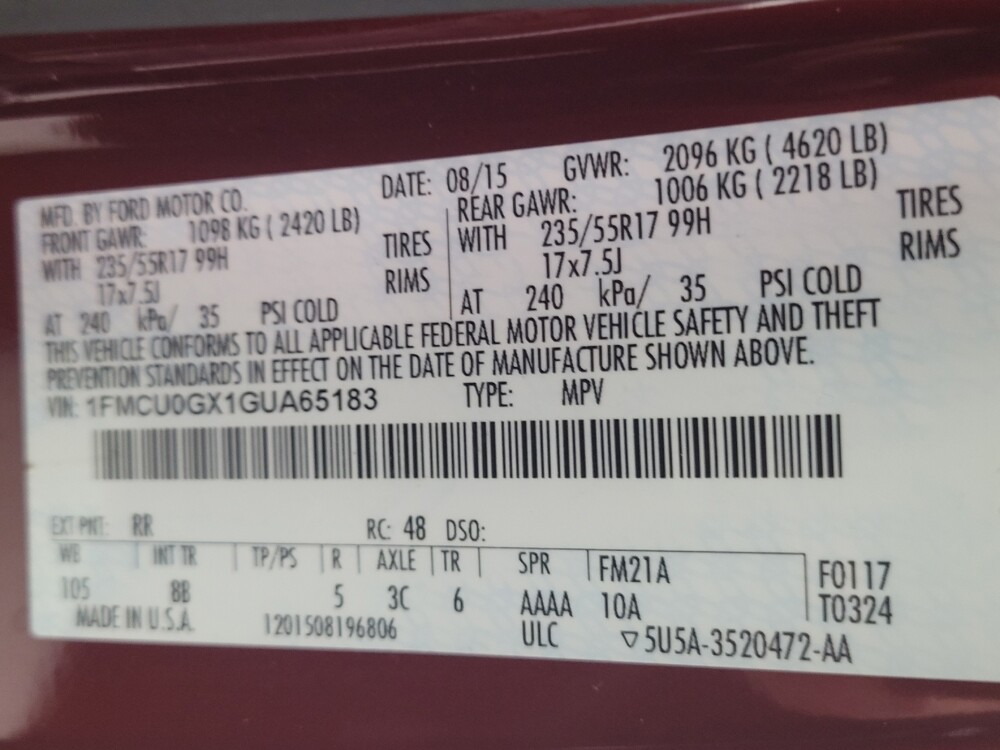 MFD. BY FORD MOTOR CO. DATE: 08/15 GVWR: 2096 KG ( 4620 LB)
FRONT GAWR: 1098 KG ( 2420 LB) REAR GAWR: 1006 KG ( 2218 LB)
WITH 235/55R17 99H TIRES WITH 235/55R17 99H TIRES
17x7.5J RIMS 17x7.5J RIMS
AT 240 kPa/ 35 PSI COLD AT 240 kPa/ 35 PSI COLD
THIS VEHICLE CONFORMS TO ALL APPLICABLE FEDERAL MOTOR VEHICLE SAFETY AND THEFT
PREVENTION STANDARDS IN EFFECT ON THE DATE OF MANUFACTURE SHOWN ABOVE.
VIN: 1FMCU0GX1GUA65183 TYPE: MPV
EXT PNT: RR RC: 48 DSO:
WB INT TR TP/PS R AXLE TR SPR FM21A F0117
105 8B 5 3C 6 AAAA 10A T0324
MADE IN U.S.A. 1201508196806 ULC ▽5U5A-3520472-AA